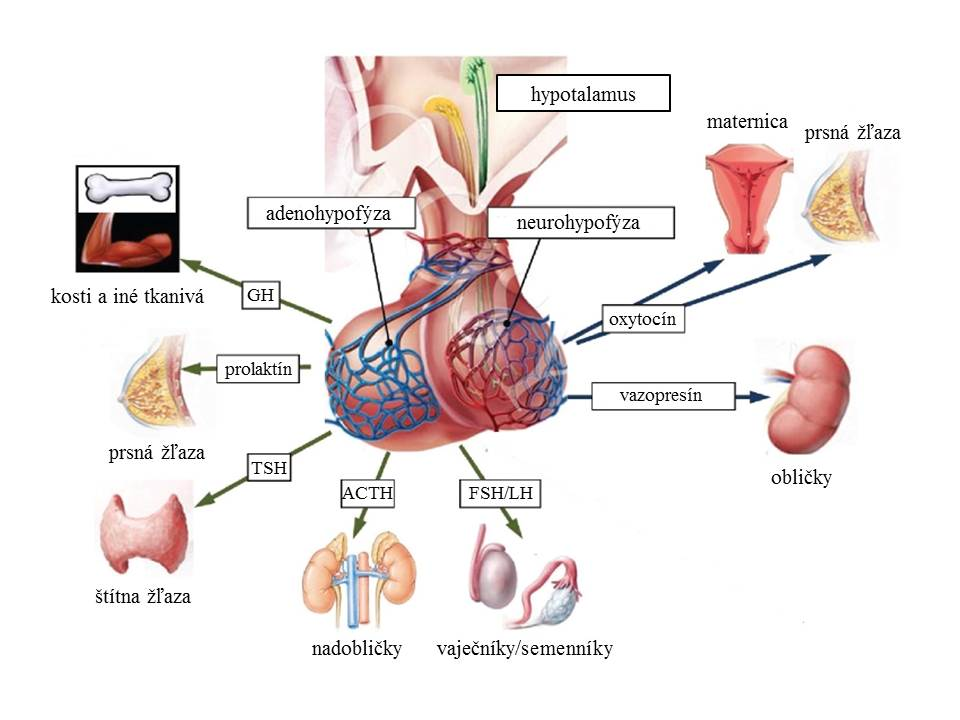 hypotalamus
maternica
prsná žľaza
adenohypofýza
neurohypofýza
kosti a iné tkanivá
GH
oxytocín
prolaktín
vazopresín
prsná žľaza
TSH
obličky
ACTH
FSH/LH
štítna žľaza
nadobličky
vaječníky/semenníky